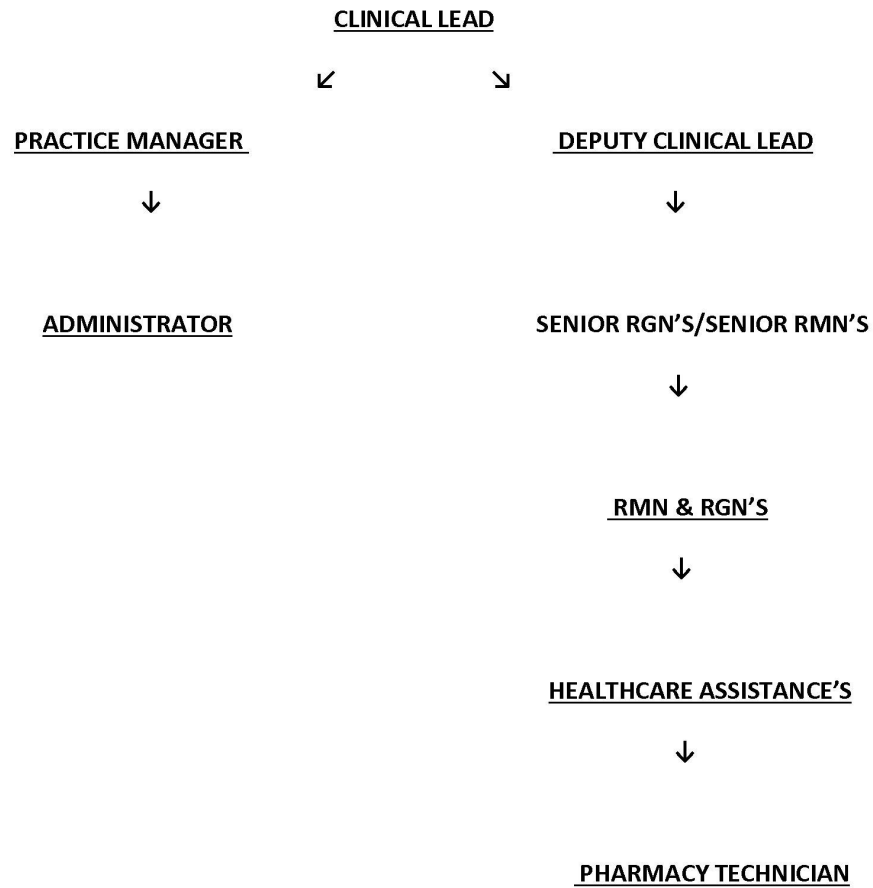 CLINICAL LEAD
↙ ↘
PRACTICE MANAGER DEPUTY CLINICAL LEAD
↓ ↓
ADMINISTRATOR SENIOR RGN’S/SENIOR RMN’S
↓
RMN & RGN’S
↓
HEALTHCARE ASSISTANCE’S
↓
PHARMACY TECHNICIAN